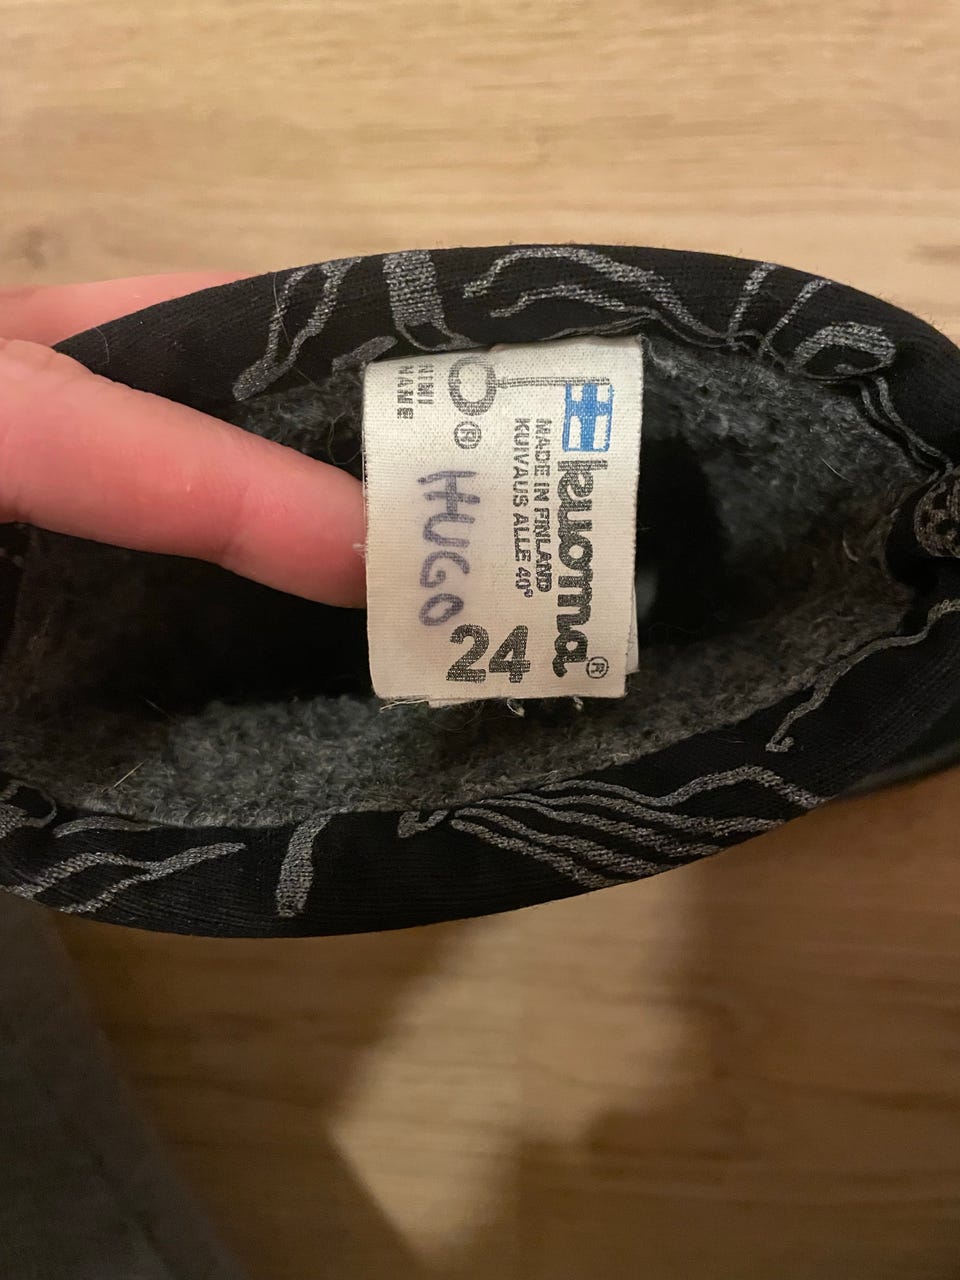 kuoma®
MADE IN FINLAND
KUIVAUS ALLE 40°
24
®
HUGO
NIMI
NAME